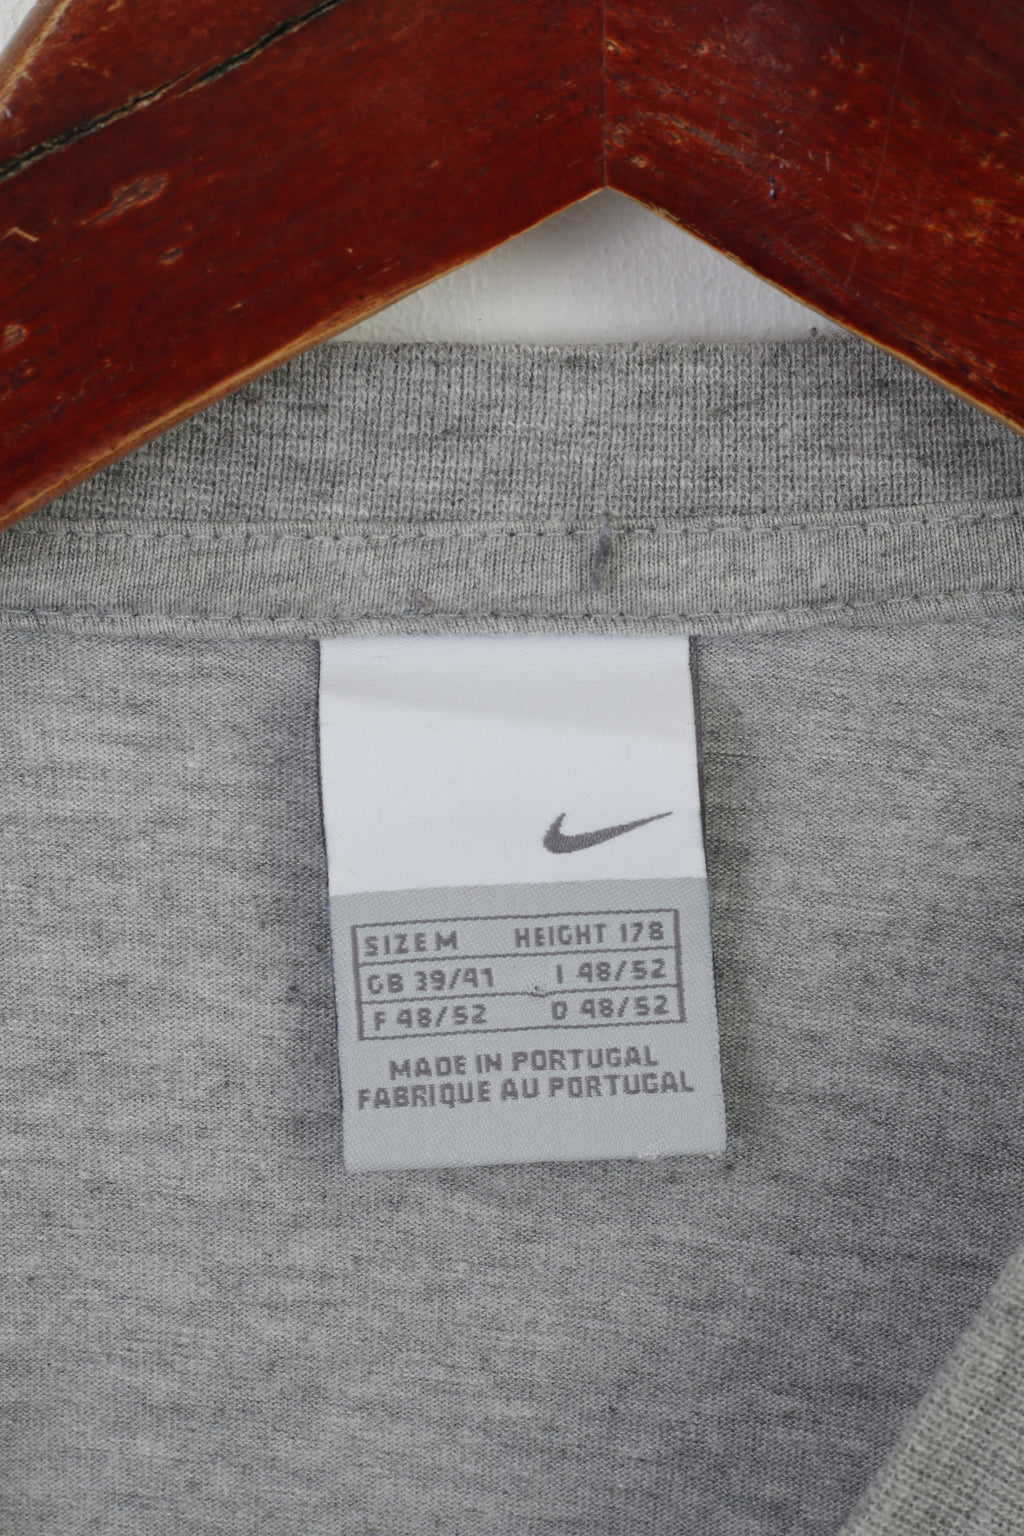 SIZE M HEIGHT 178
GB 39/41 I 48/52
F 48/52 D 48/52
MADE IN PORTUGAL
FABRIQUE AU PORTUGAL